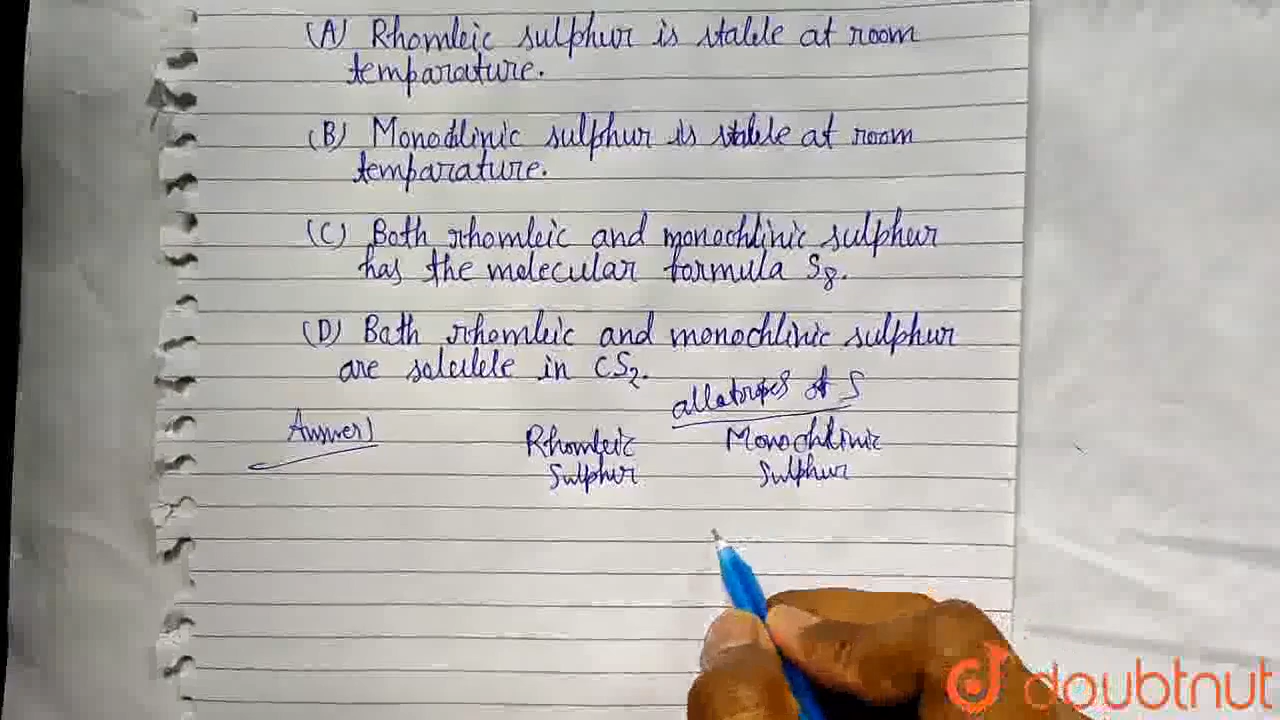 (A) Rhombic sulphur is stable at room
temparature.
(B) Monoclinic sulphur is stable at room
temparature.
(C) Both rhombic and monochlinic sulphur
has the molecular formula S8.
(D) Both rhombic and monochlinic sulphur
are soluble in CS2.
allotropes of S
Answer)
Rhombic Monochlinic
Sulphur Sulphur
doubtnut